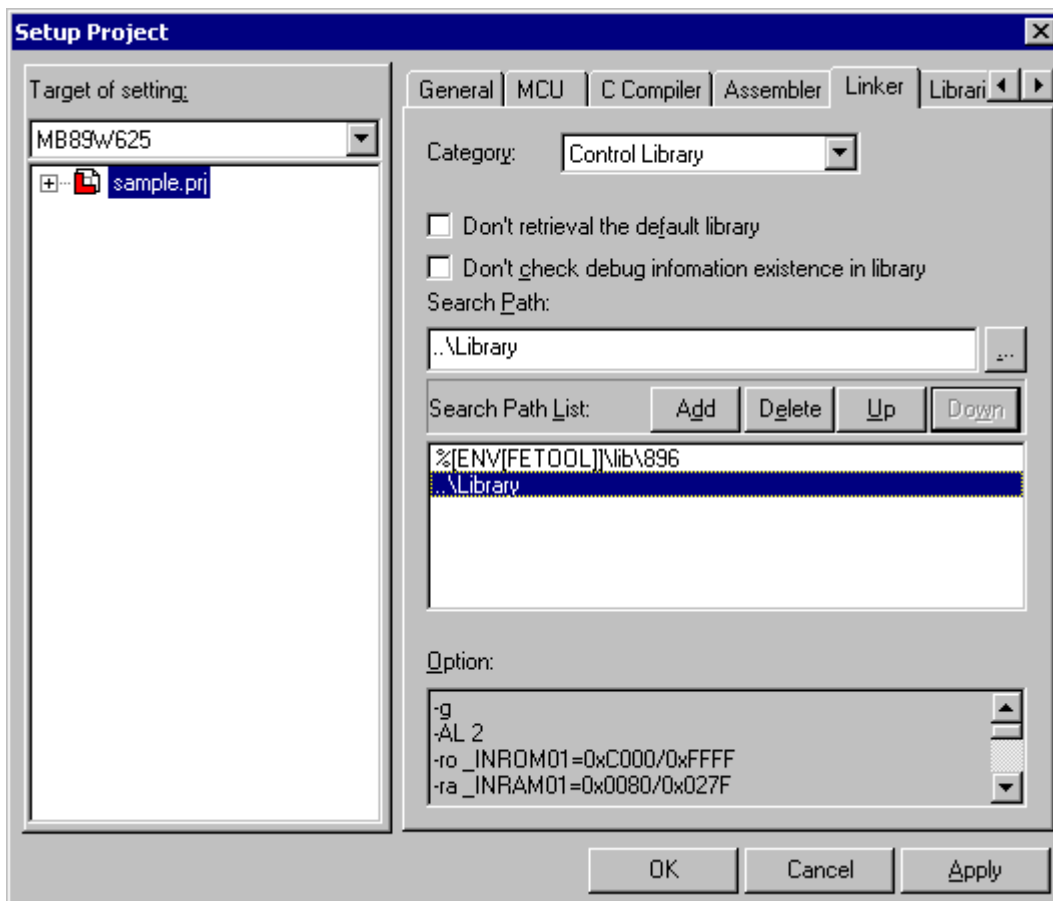 Setup Project
Target of setting:
MB89W625
sample.prj
General MCU C Compiler Assembler Linker Librari
Category: Control Library
Don't retrieval the default library
Don't check debug infomation existence in library
Search Path:
..\Library
...
Search Path List: Add Delete Up Down
%[ENV[FETOOL]]\lib\896
..\Library
Option:
-g
-AL 2
-ro _INROM01=0xC000/0xFFFF
-ra _INRAM01=0x0080/0x027F
OK Cancel Apply